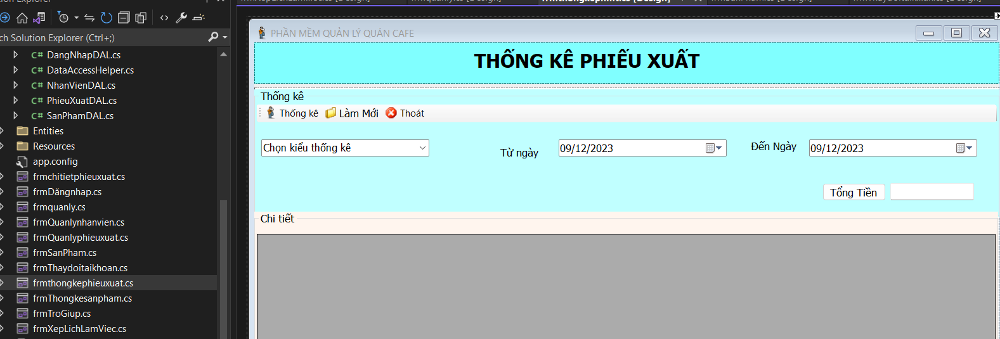 PHẦN MỀM QUẢN LÝ QUÁN CAFE
ch Solution Explorer (Ctrl+;)
DangNhapDAL.cs
DataAccessHelper.cs
NhanVienDAL.cs
PhieuXuatDAL.cs
SanPhamDAL.cs
Entities
Resources
app.config
frmchitietphieuxuat.cs
frmDăngnhap.cs
frmquanly.cs
frmQuanlynhanvien.cs
frmQuanlyphieuxuat.cs
frmSanPham.cs
frmThaydoitaikhoan.cs
frmthongkephieuxuat.cs
frmThongkesanpham.cs
frmTroGiup.cs
frmXepLichLamViec.cs
THỐNG KÊ PHIẾU XUẤT
Thống kê
Thống kê Làm Mới Thoát
Chọn kiểu thống kê Từ ngày 09/12/2023 Đến Ngày 09/12/2023
Tổng Tiền
Chi tiết